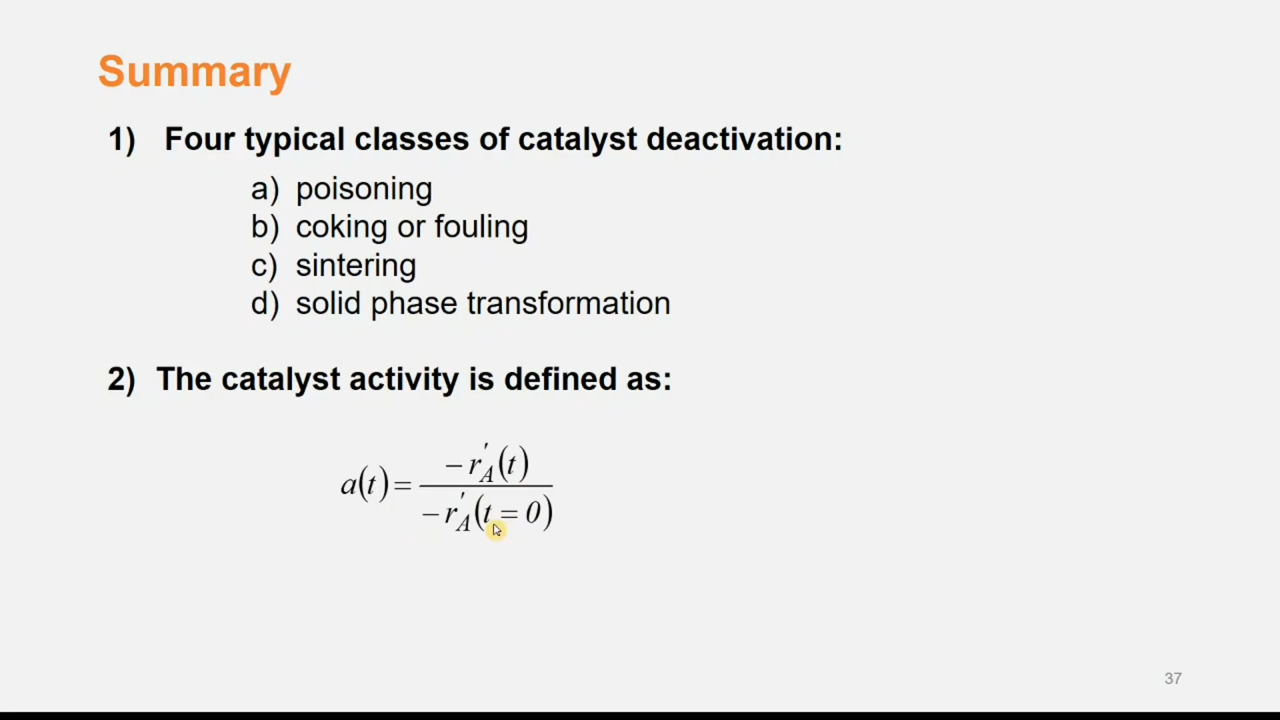 Summary
1) Four typical classes of catalyst deactivation:
a) poisoning
b) coking or fouling
c) sintering
d) solid phase transformation
2) The catalyst activity is defined as:
a(t) = −r'A(t) / −r'A(t = 0)
37